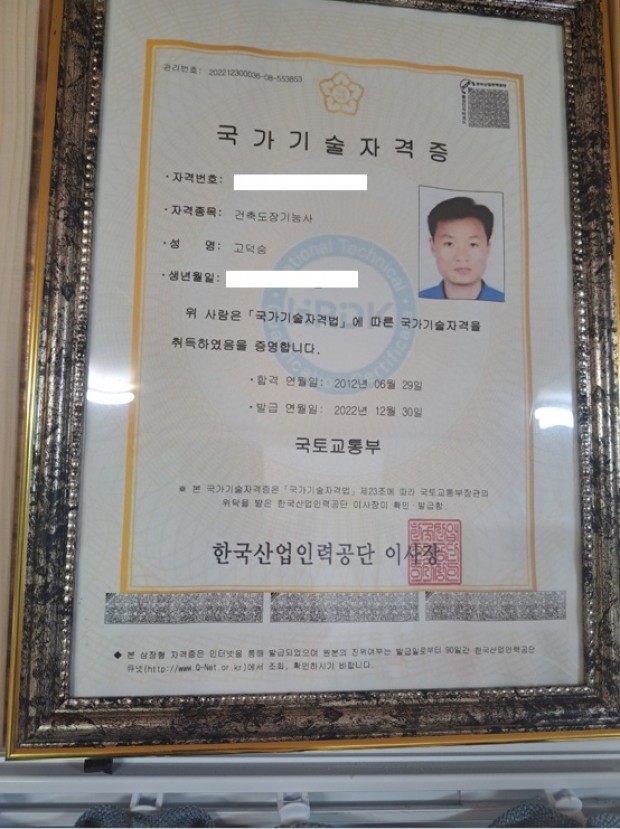 관리번호: 202212300036-08-553853
국가기술자격증
·자격번호:
·자격종목: 건축도장기능사
·성 명: 고덕승
·생년월일:
위 사람은「국가기술자격법」에 따른 국가기술자격을
취득하였음을 증명합니다.
·합격 연월일: 2012년 06월 29일
·발급 연월일: 2022년 12월 30일
국토교통부
※ 본 국가기술자격증은「국가기술자격법」제23조에 따라 국토교통부장관의
위탁을 받은 한국산업인력공단 이사장이 확인·발급함.
한국산업인력공단 이사장
◆ 본 상장형 자격증은 인터넷을 통해 발급되었으며 원본의 진위여부는 발급일로부터 90일간 한국산업인력공단
큐넷(http://www.Q-Net.or.kr)에서 조회, 확인하시기 바랍니다.